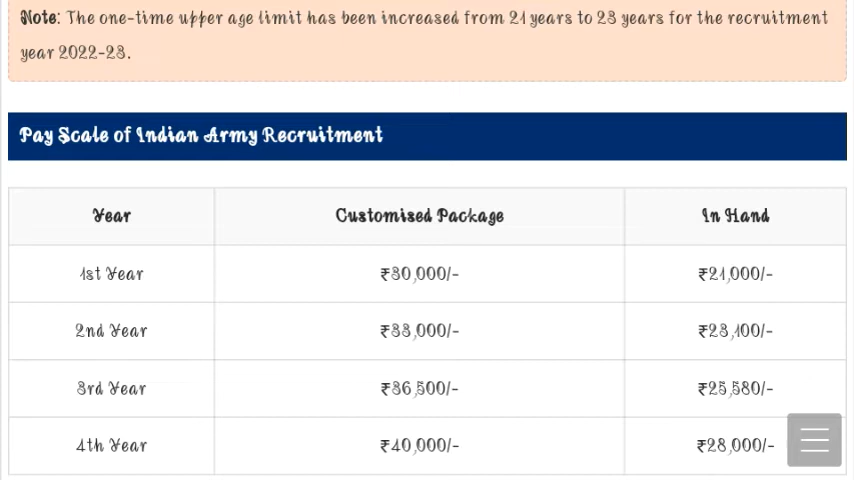 Note: The one-time upper age limit has been increased from 21 years to 23 years for the recruitment
year 2022-23.
Pay Scale of Indian Army Recruitment
Year Customised Package In Hand
1st Year ₹30,000/- ₹21,000/-
2nd Year ₹33,000/- ₹23,100/-
3rd Year ₹36,500/- ₹25,580/-
4th Year ₹40,000/- ₹28,000/-